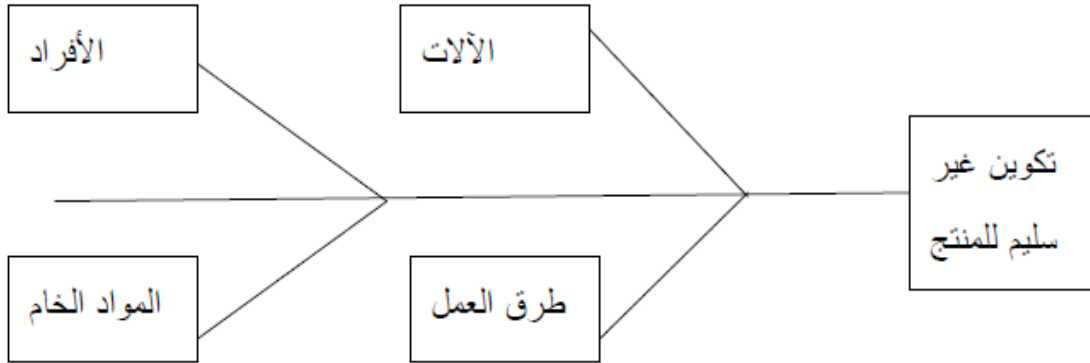 الآلات
الأفراد
تكوين غير
سليم للمنتج
طرق العمل
المواد الخام